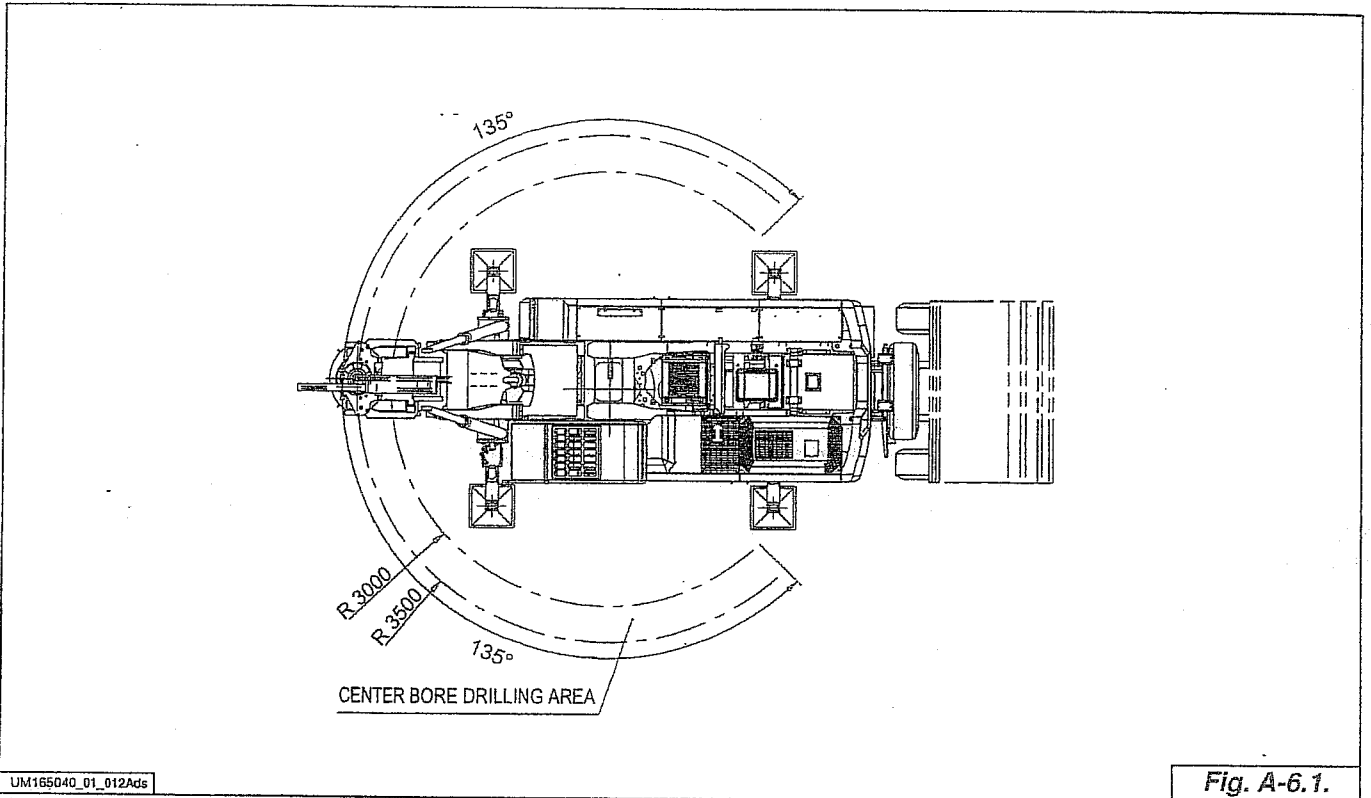 135°
R 3000
R 3500
135°
CENTER BORE DRILLING AREA
UM165040_01_012Ads
Fig. A-6.1.